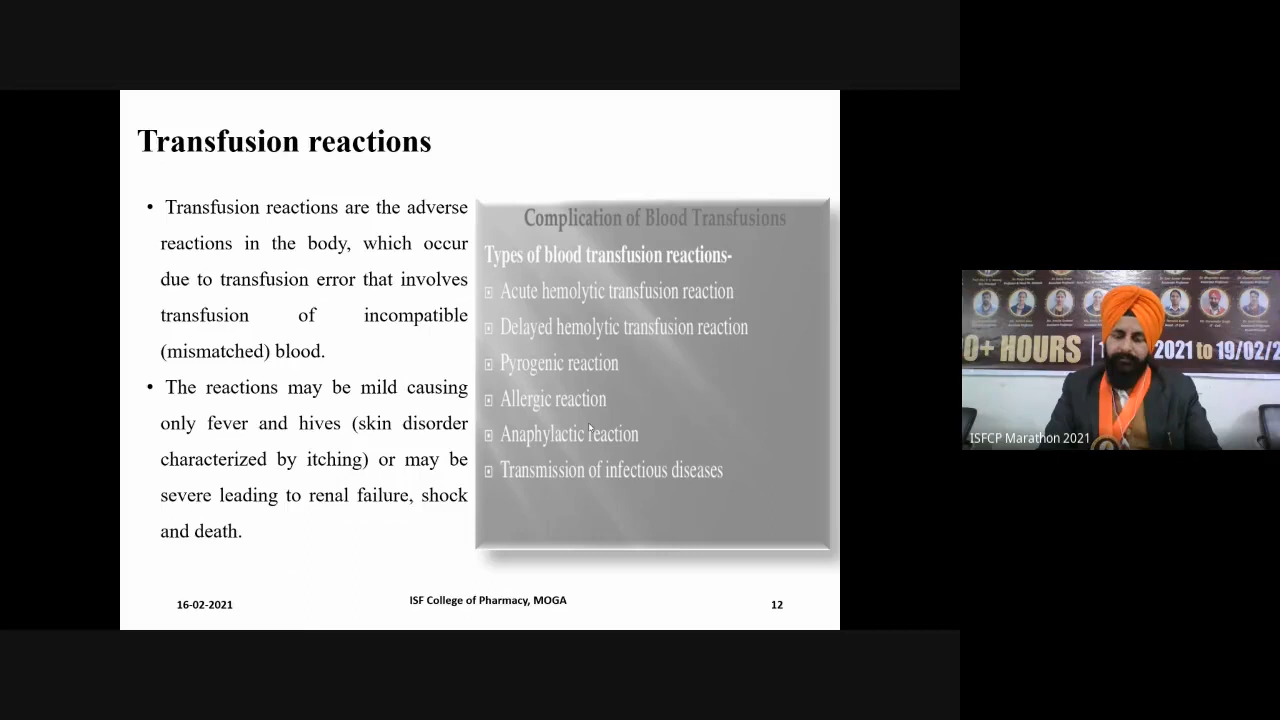 Transfusion reactions
• Transfusion reactions are the adverse
reactions in the body, which occur
due to transfusion error that involves
transfusion of incompatible
(mismatched) blood.
• The reactions may be mild causing
only fever and hives (skin disorder
characterized by itching) or may be
severe leading to renal failure, shock
and death.
Complication of Blood Transfusions
Types of blood transfusion reactions-
Acute hemolytic transfusion reaction
Delayed hemolytic transfusion reaction
Pyrogenic reaction
Allergic reaction
Anaphylactic reaction
Transmission of infectious diseases
16-02-2021
ISF College of Pharmacy, MOGA
12
0+ HOURS 2021 to 19/02/2
ISFCP Marathon 2021